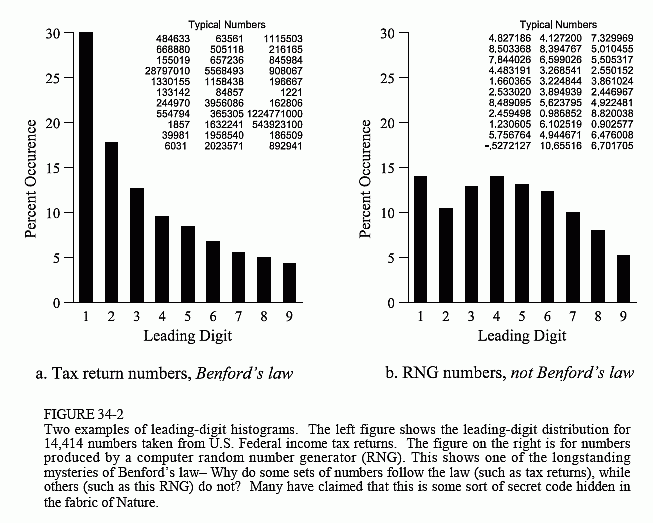 Typical Numbers
484633 63561 1115503
668880 505118 216165
155019 657236 845984
28797010 5568493 908067
1330155 1158438 196667
133142 84857 1221
244970 3956086 162806
554794 365305 1224771000
1857 1632241 543923100
39981 1958540 186509
6031 2023571 892941
30
25
20
15
10
5
0
Percent Occurence
1 2 3 4 5 6 7 8 9
Leading Digit
a. Tax return numbers, Benford's law
Typical Numbers
4.827186 4.127200 7.329969
8.503368 8.394767 5.010455
7.844026 6.599026 5.505317
4.483191 3.268541 2.550152
1.660365 3.224844 3.861024
2.533020 3.894939 2.446967
8.489095 5.623795 4.922481
2.459498 0.986852 8.820038
1.230605 6.102519 0.902577
5.756764 4.944671 6.476008
-.5272127 10.65516 6.701705
30
25
20
15
10
5
0
Percent Occurence
1 2 3 4 5 6 7 8 9
Leading Digit
b. RNG numbers, not Benford's law
FIGURE 34-2
Two examples of leading-digit histograms. The left figure shows the leading-digit distribution for
14,414 numbers taken from U.S. Federal income tax returns. The figure on the right is for numbers
produced by a computer random number generator (RNG). This shows one of the longstanding
mysteries of Benford's law– Why do some sets of numbers follow the law (such as tax returns), while
others (such as this RNG) do not? Many have claimed that this is some sort of secret code hidden in
the fabric of Nature.